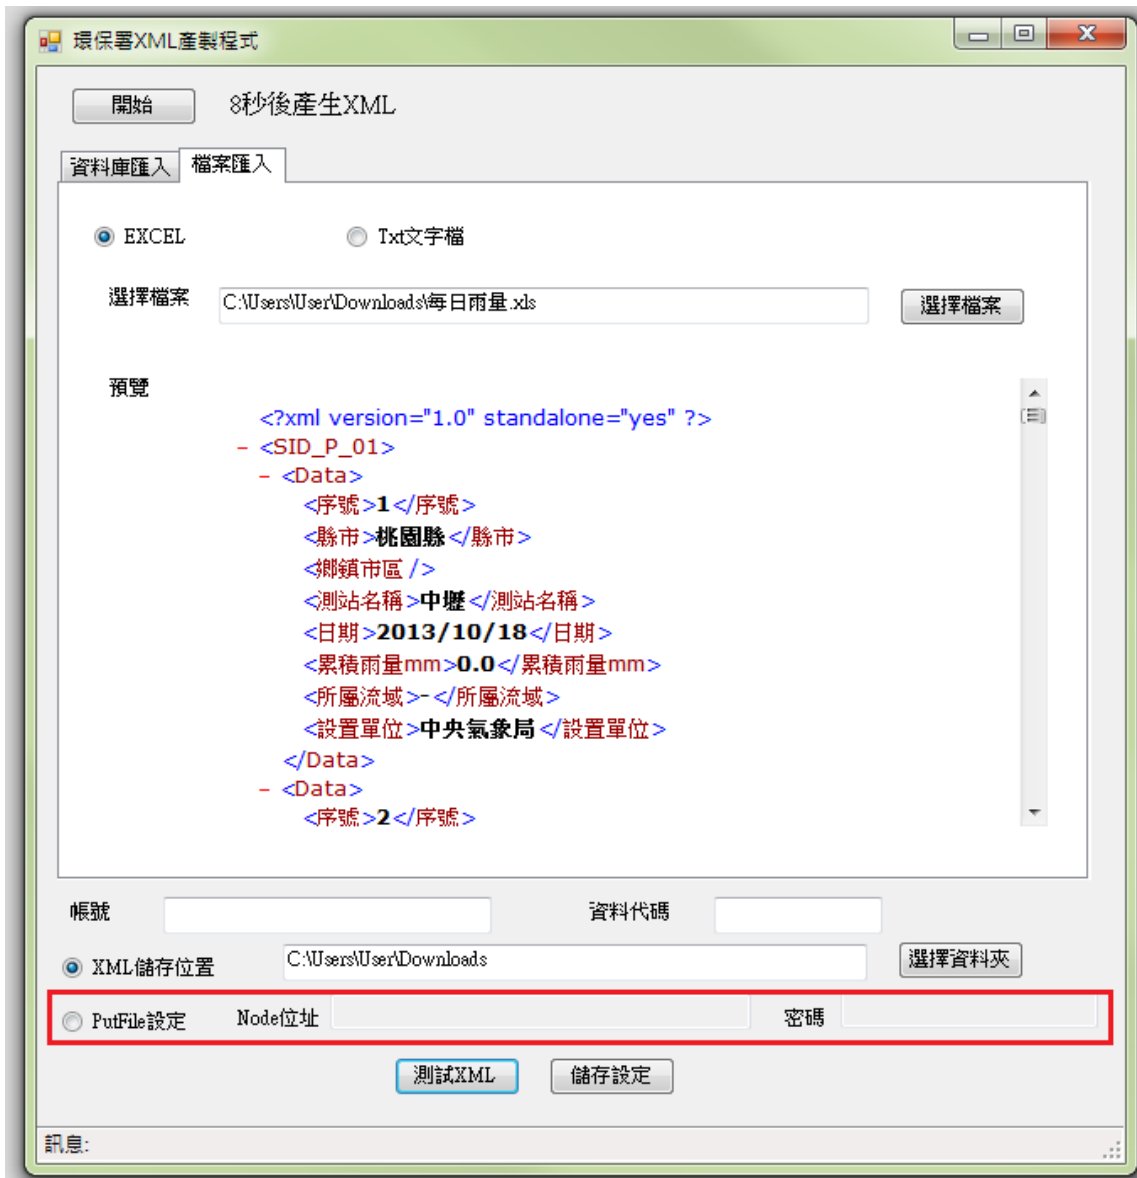 環保署XML產製程式
開始 8秒後產生XML
資料庫匯入 檔案匯入
EXCEL Txt文字檔
選擇檔案 C:\Users\User\Downloads\每日雨量.xls 選擇檔案
預覽
<?xml version="1.0" standalone="yes" ?>
- <SID_P_01>
- <Data>
<序號>1</序號>
<縣市>桃園縣</縣市>
<鄉鎮市區 />
<測站名稱>中壢</測站名稱>
<日期>2013/10/18</日期>
<累積雨量mm>0.0</累積雨量mm>
<所屬流域>-</所屬流域>
<設置單位>中央氣象局</設置單位>
</Data>
- <Data>
<序號>2</序號>
帳號 資料代碼
XML儲存位置 C:\Users\User\Downloads 選擇資料夾
PutFile設定 Node位址 密碼
測試XML 儲存設定
訊息: